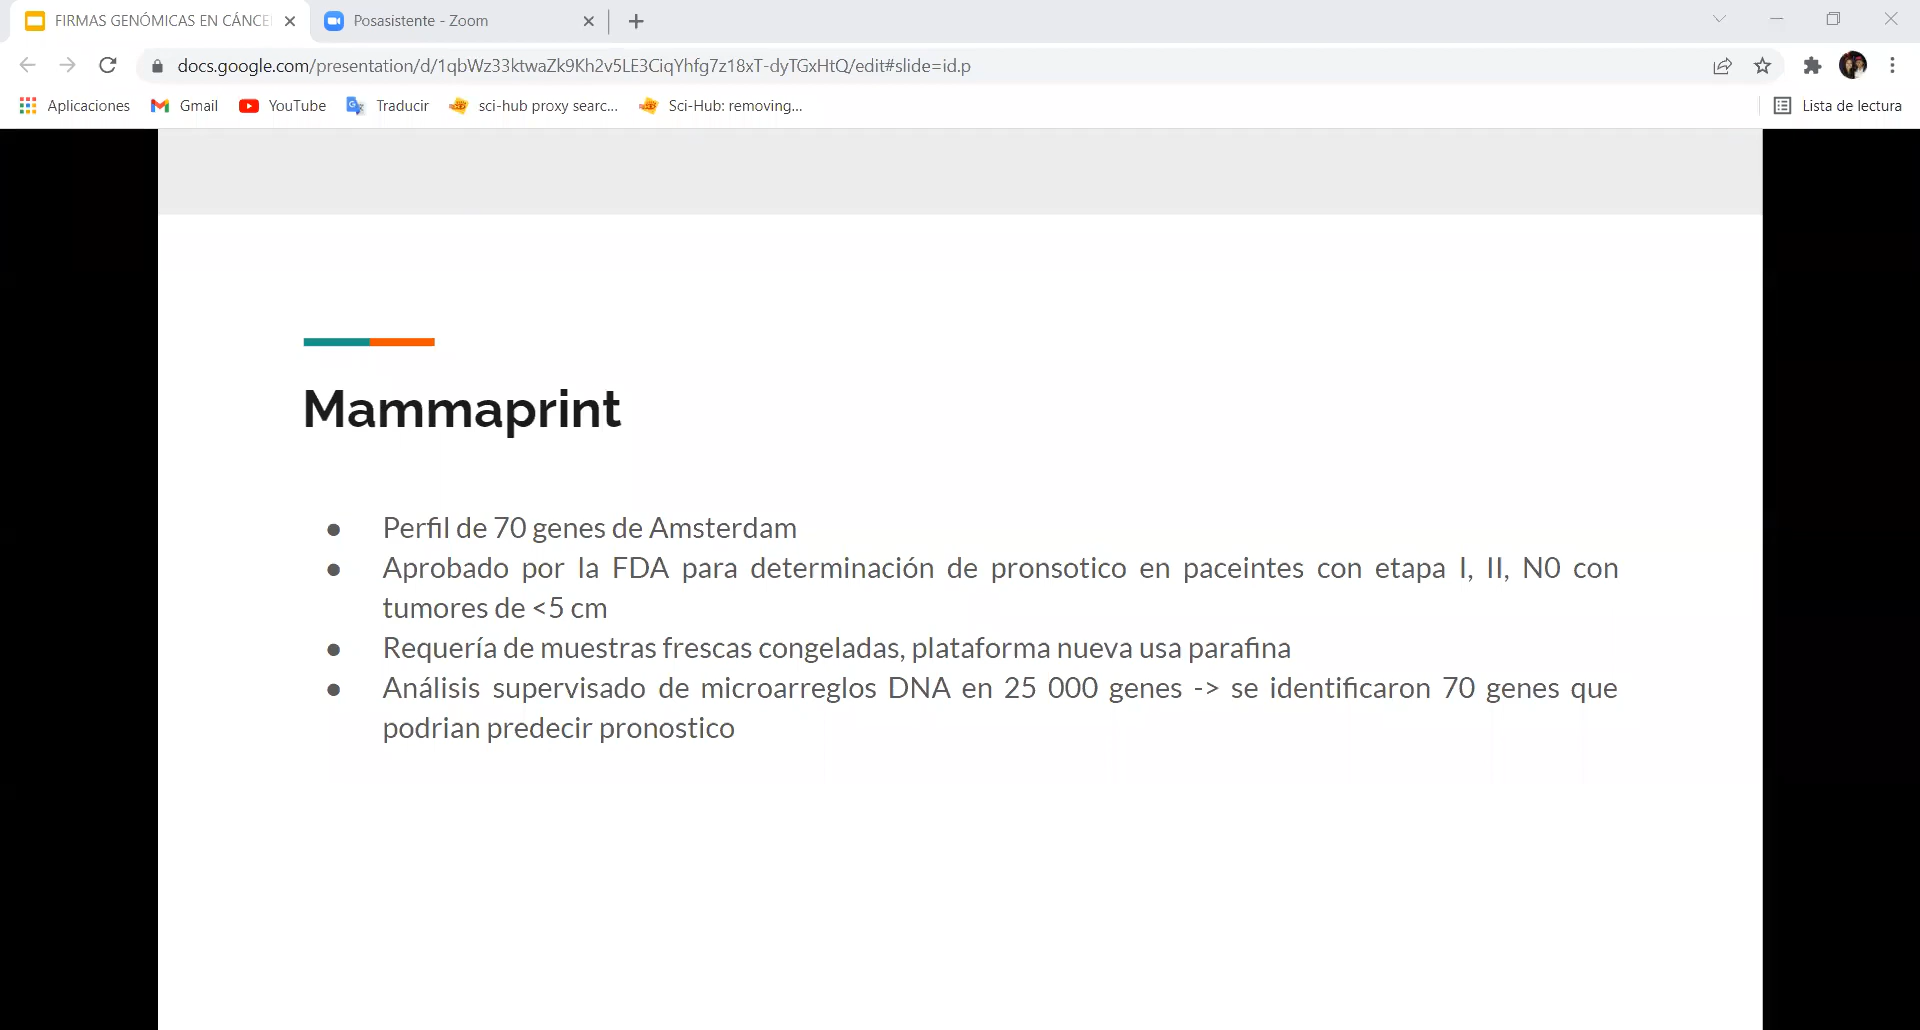 FIRMAS GENÓMICAS EN CÁNCE
Posasistente - Zoom
docs.google.com/presentation/d/1qbWz33ktwaZk9Kh2v5LE3CiqYhfg7z18xT-dyTGxHtQ/edit#slide=id.p
Aplicaciones Gmail YouTube Traducir sci-hub proxy searc... Sci-Hub: removing... Lista de lectura
Mammaprint
● Perfil de 70 genes de Amsterdam
● Aprobado por la FDA para determinación de pronsotico en paceintes con etapa I, II, N0 con
tumores de <5 cm
● Requería de muestras frescas congeladas, plataforma nueva usa parafina
● Análisis supervisado de microarreglos DNA en 25 000 genes -> se identificaron 70 genes que
podrian predecir pronostico